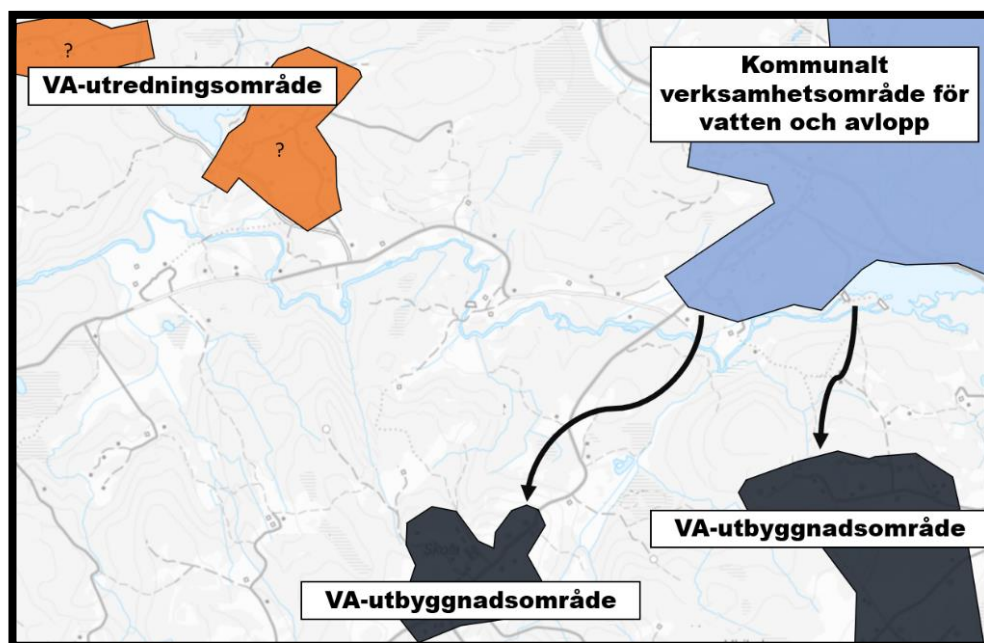 ?
VA-utredningsområde
?
Kommunalt
verksamhetsområde för
vatten och avlopp
VA-utbyggnadsområde
VA-utbyggnadsområde